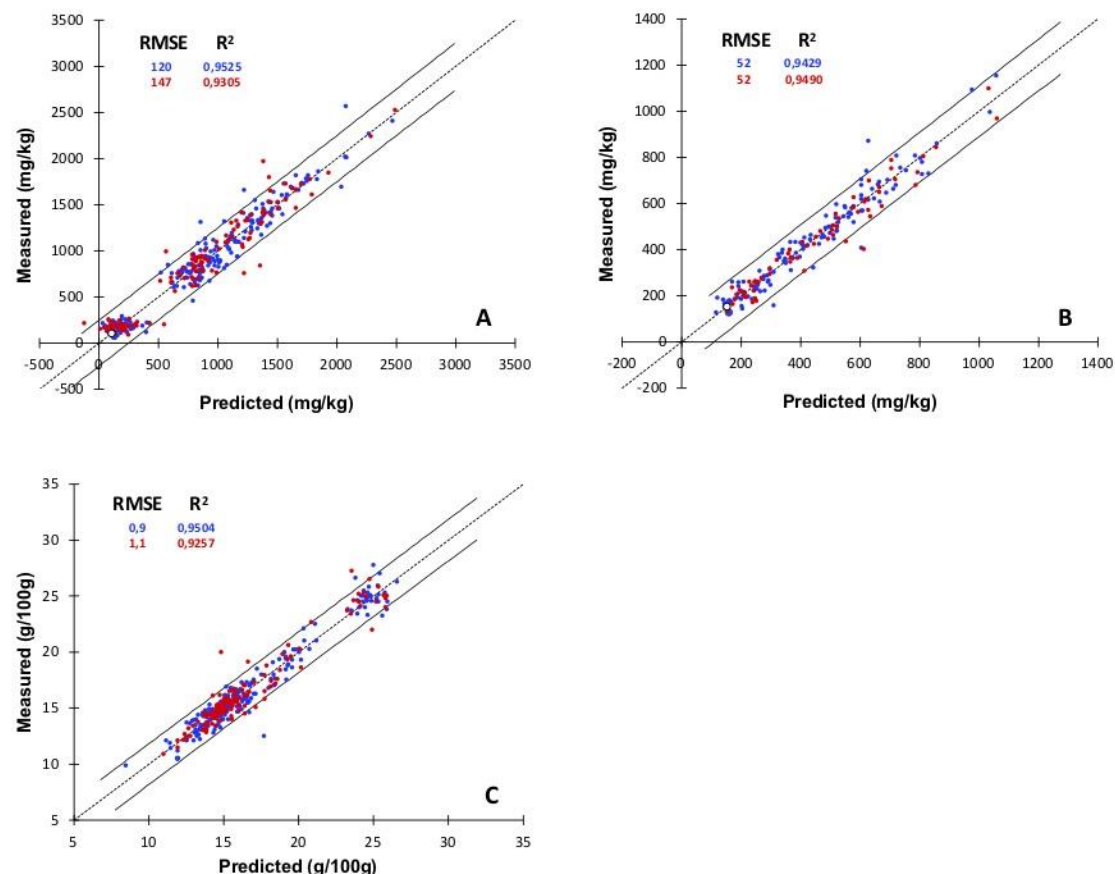 3500
3000
2500
2000
1500
1000
500
0
-500
Measured (mg/kg)
RMSE R²
120 0,9525
147 0,9305
A
-500 0 500 1000 1500 2000 2500 3000 3500
Predicted (mg/kg)
1400
1200
1000
800
600
400
200
0
-200
Measured (mg/kg)
RMSE R²
52 0,9429
52 0,9490
B
-200 0 200 400 600 800 1000 1200 1400
Predicted (mg/kg)
35
30
25
20
15
10
5
Measured (g/100g)
RMSE R²
0,9 0,9504
1,1 0,9257
C
5 10 15 20 25 30 35
Predicted (g/100g)